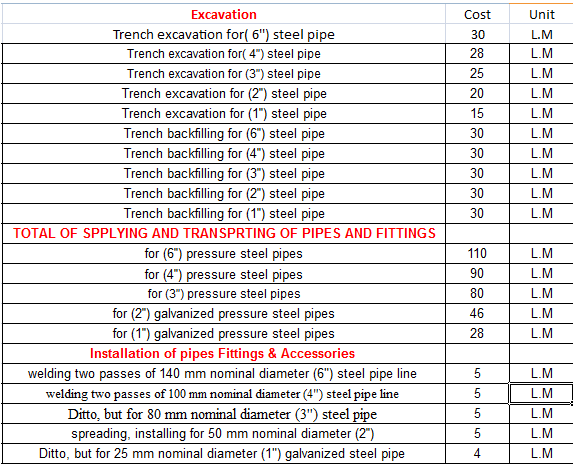 Excavation Cost Unit
Trench excavation for( 6") steel pipe 30 L.M
Trench excavation for( 4") steel pipe 28 L.M
Trench excavation for (3") steel pipe 25 L.M
Trench excavation for (2") steel pipe 20 L.M
Trench excavation for (1") steel pipe 15 L.M
Trench backfilling for (6") steel pipe 30 L.M
Trench backfilling for (4") steel pipe 30 L.M
Trench backfilling for (3") steel pipe 30 L.M
Trench backfilling for (2") steel pipe 30 L.M
Trench backfilling for (1") steel pipe 30 L.M
TOTAL OF SPPLYING AND TRANSPRTING OF PIPES AND FITTINGS
for (6") pressure steel pipes 110 L.M
for (4") pressure steel pipes 90 L.M
for (3") pressure steel pipes 80 L.M
for (2") galvanized pressure steel pipes 46 L.M
for (1") galvanized pressure steel pipes 28 L.M
Installation of pipes Fittings & Accessories
welding two passes of 140 mm nominal diameter (6") steel pipe line 5 L.M
welding two passes of 100 mm nominal diameter (4") steel pipe line 5 L.M
Ditto, but for 80 mm nominal diameter (3") steel pipe 5 L.M
spreading, installing for 50 mm nominal diameter (2") 5 L.M
Ditto, but for 25 mm nominal diameter (1") galvanized steel pipe 4 L.M